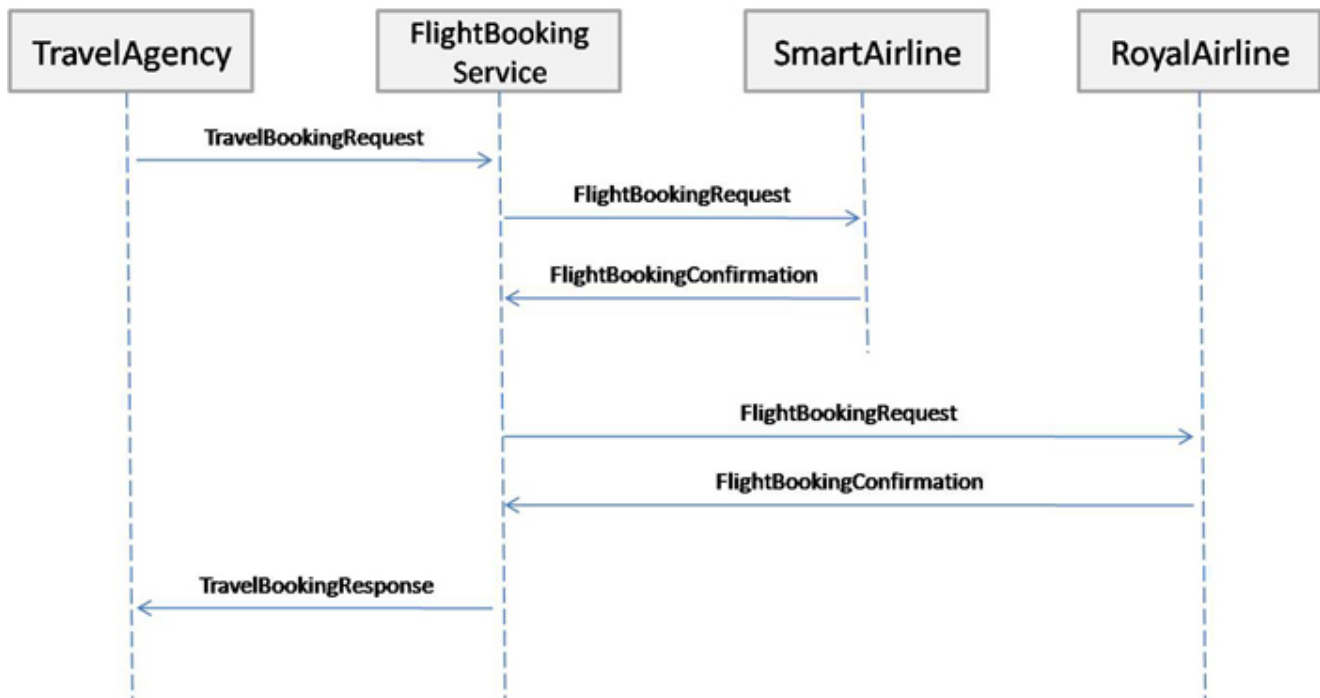 TravelAgency
FlightBooking
Service
SmartAirline
RoyalAirline
TravelBookingRequest
FlightBookingRequest
FlightBookingConfirmation
FlightBookingRequest
FlightBookingConfirmation
TravelBookingResponse